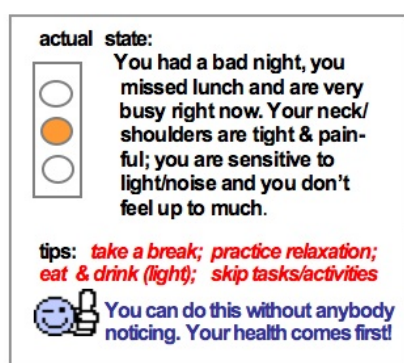 actual state:
You had a bad night, you
missed lunch and are very
busy right now. Your neck/
shoulders are tight & pain-
ful; you are sensitive to
light/noise and you don't
feel up to much.
tips: take a break; practice relaxation;
eat & drink (light); skip tasks/activities
You can do this without anybody
noticing. Your health comes first!